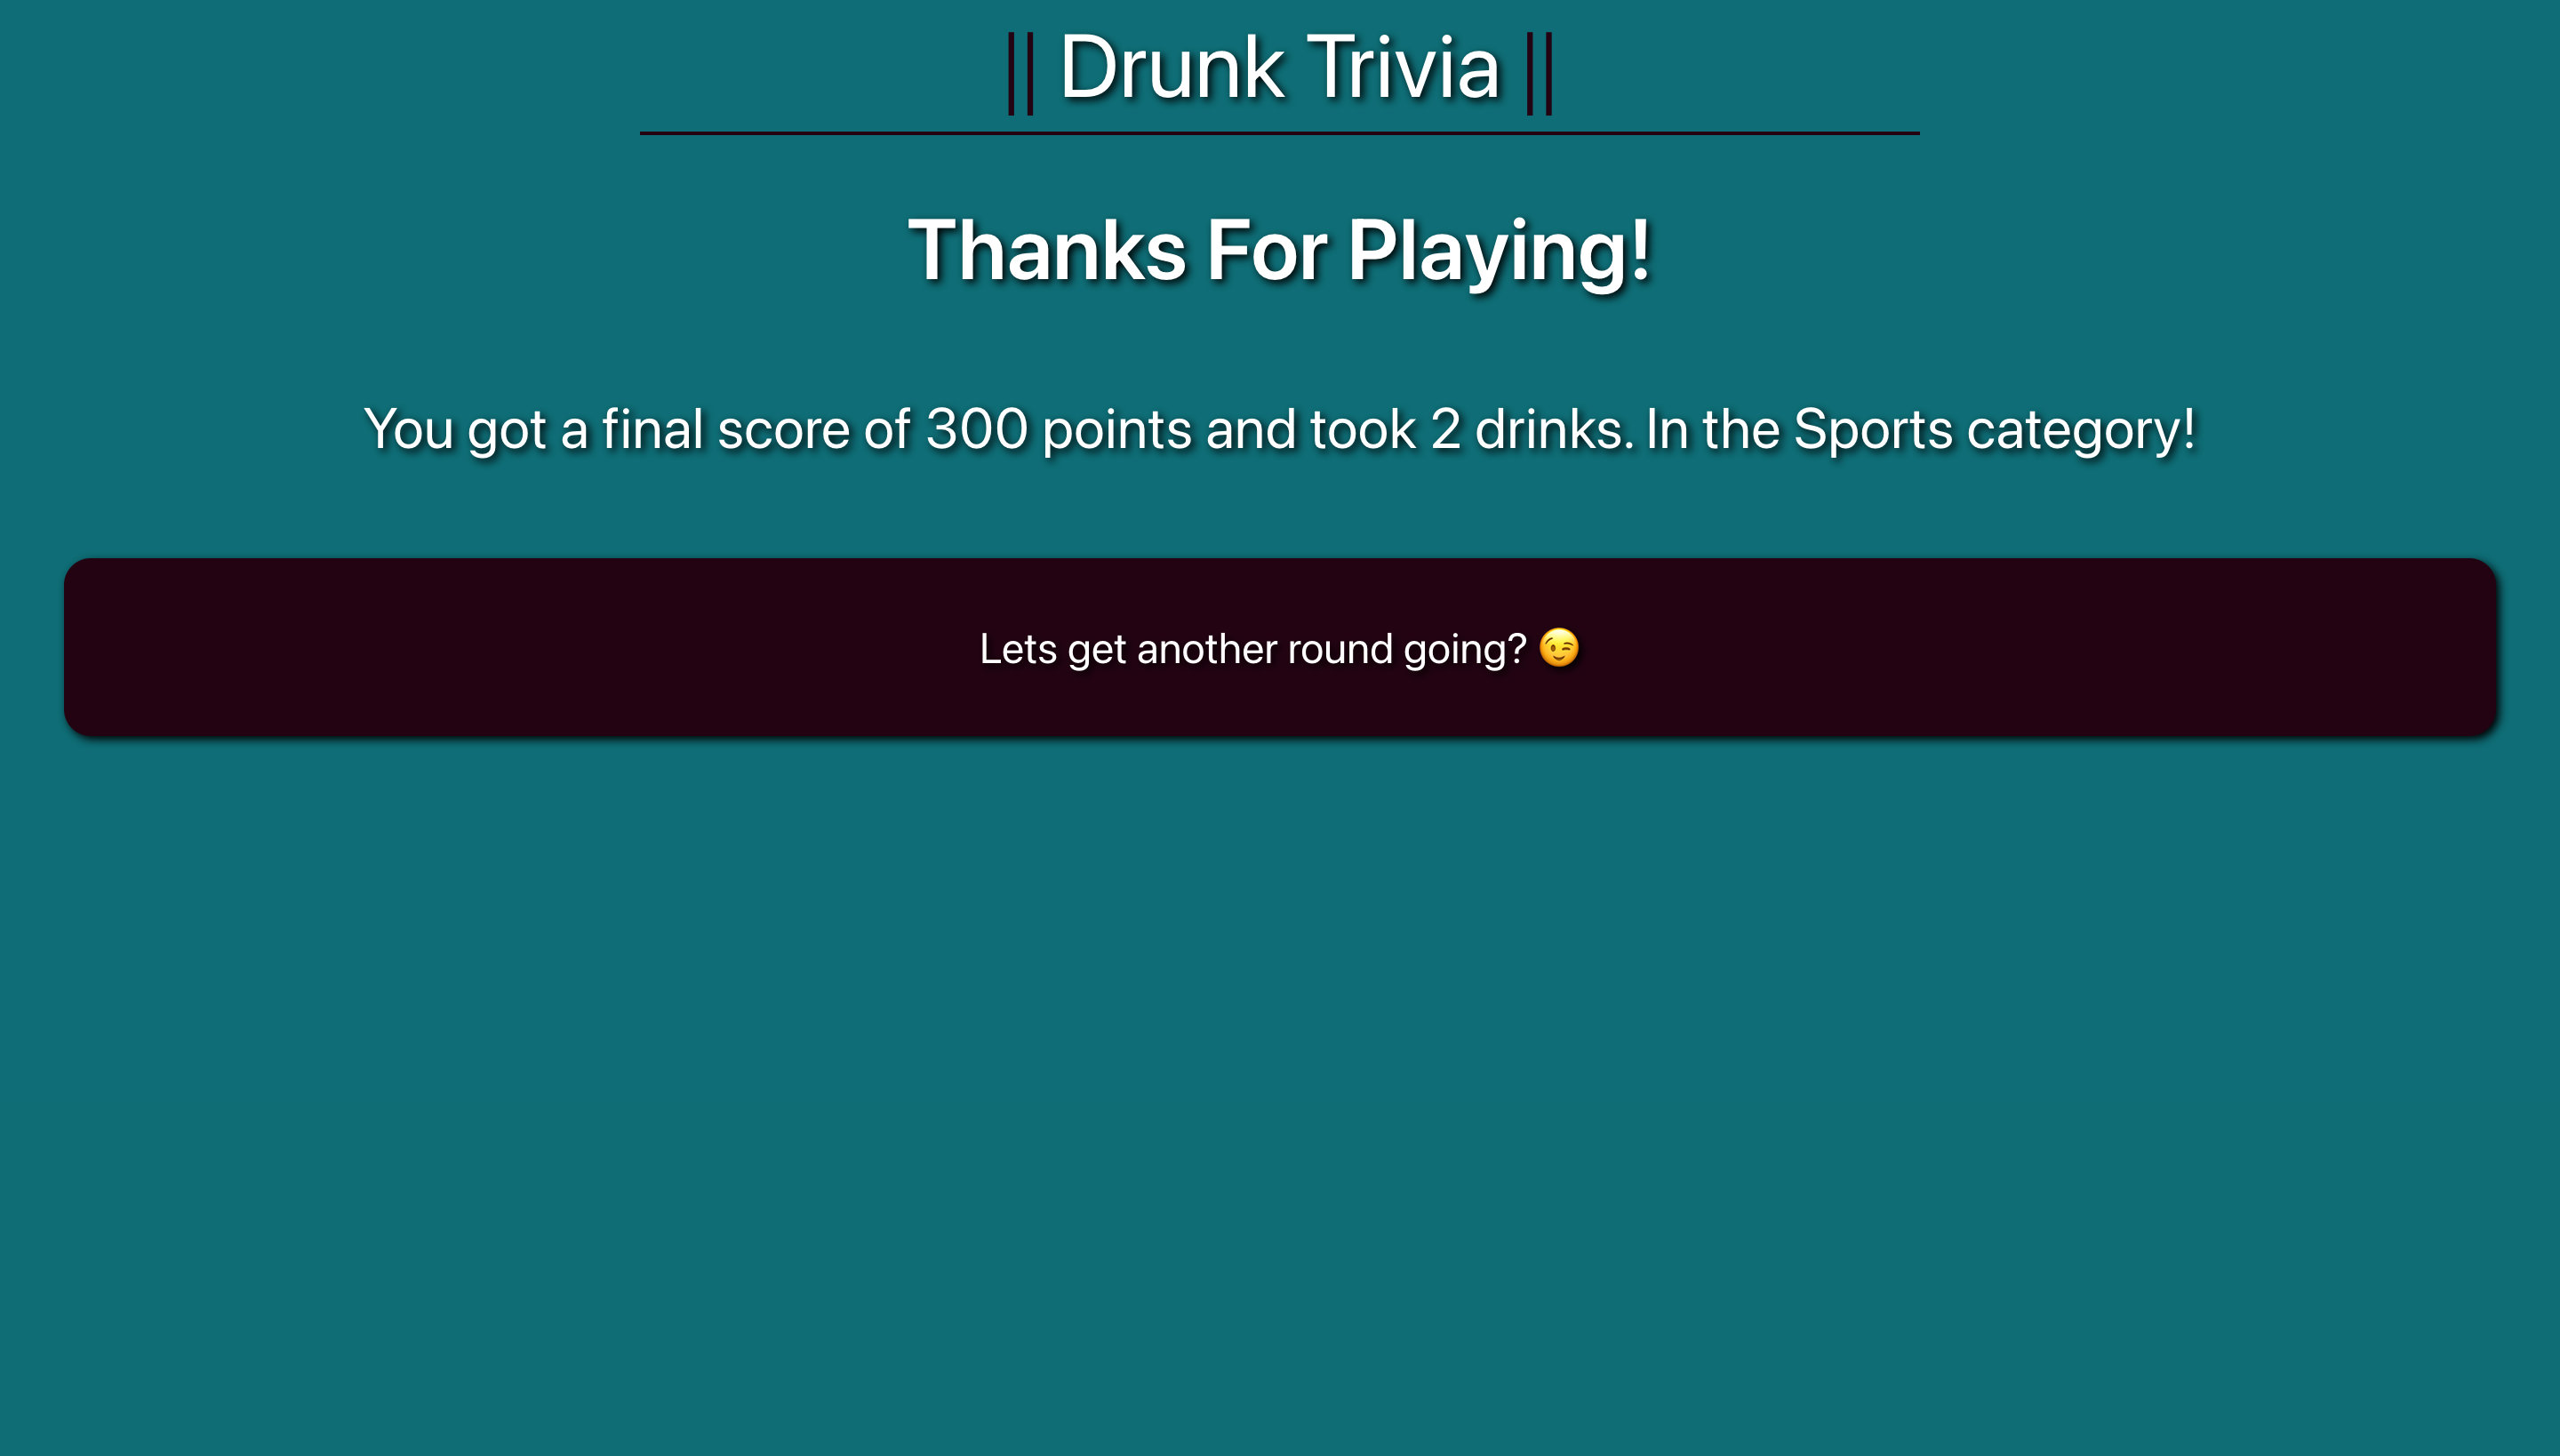 || Drunk Trivia ||
Thanks For Playing!
You got a final score of 300 points and took 2 drinks. In the Sports category!
Lets get another round going? 😉